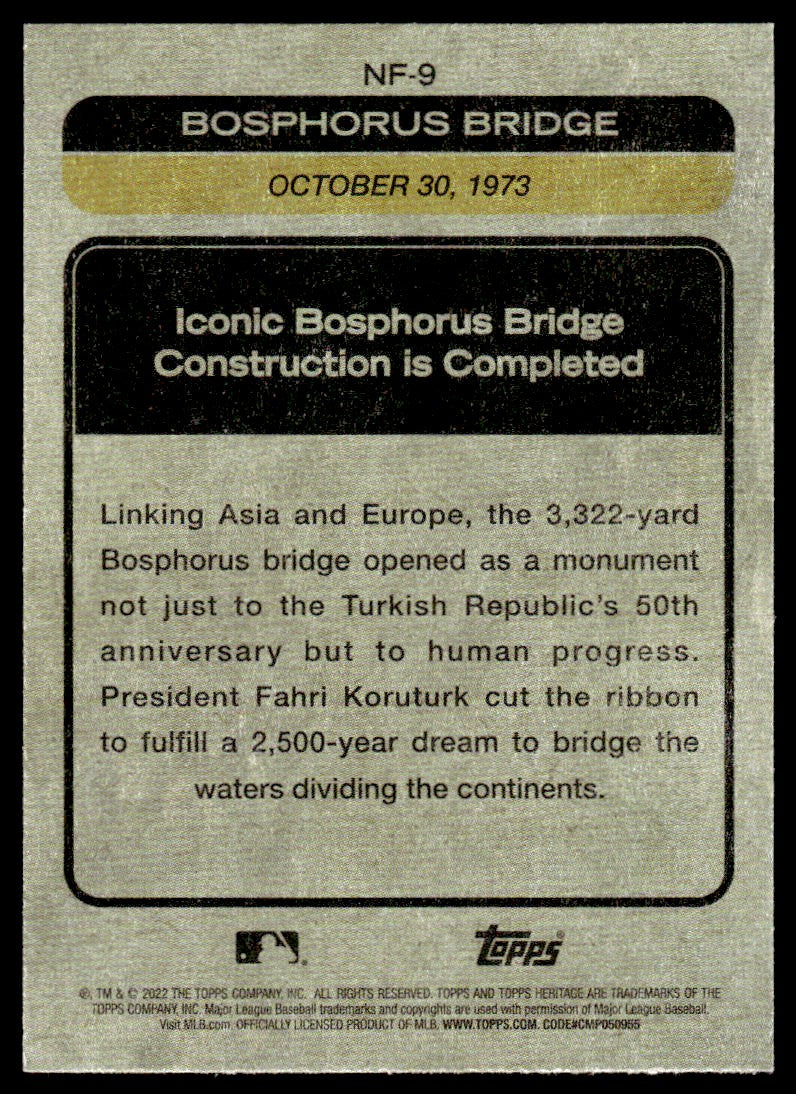 NF-9
BOSPHORUS BRIDGE
OCTOBER 30, 1973
Iconic Bosphorus Bridge
Construction is Completed
Linking Asia and Europe, the 3,322-yard
Bosphorus bridge opened as a monument
not just to the Turkish Republic's 50th
anniversary but to human progress.
President Fahri Koruturk cut the ribbon
to fulfill a 2,500-year dream to bridge the
waters dividing the continents.
Topps
®, TM & © 2022 THE TOPPS COMPANY, INC. ALL RIGHTS RESERVED. TOPPS AND TOPPS HERITAGE ARE TRADEMARKS OF THE
TOPPS COMPANY, INC. Major League Baseball trademarks and copyrights are used with permission of Major League Baseball.
Visit MLB.com. OFFICIALLY LICENSED PRODUCT OF MLB. WWW.TOPPS.COM. CODE#CMP050955